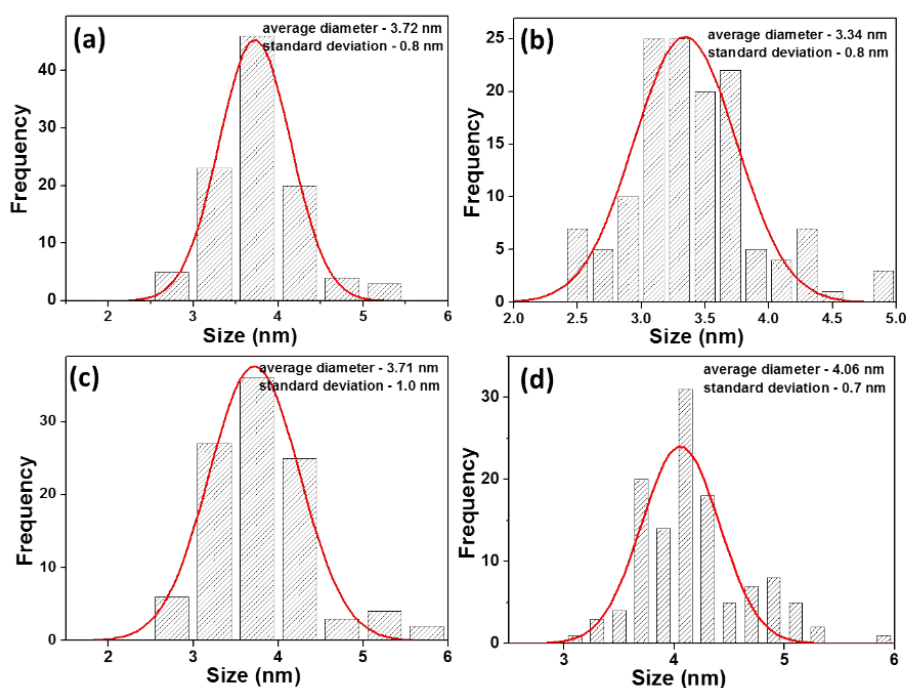 (a)
average diameter - 3.72 nm
standard deviation - 0.8 nm
Frequency
40
20
0
2
3
4
5
6
Size (nm)
(b)
average diameter - 3.34 nm
standard deviation - 0.8 nm
Frequency
25
20
15
10
5
0
2.0
2.5
3.0
3.5
4.0
4.5
5.0
Size (nm)
(c)
average diameter - 3.71 nm
standard deviation - 1.0 nm
Frequency
30
20
10
0
2
3
4
5
6
Size (nm)
(d)
average diameter - 4.06 nm
standard deviation - 0.7 nm
Frequency
30
20
10
0
3
4
5
6
Size (nm)